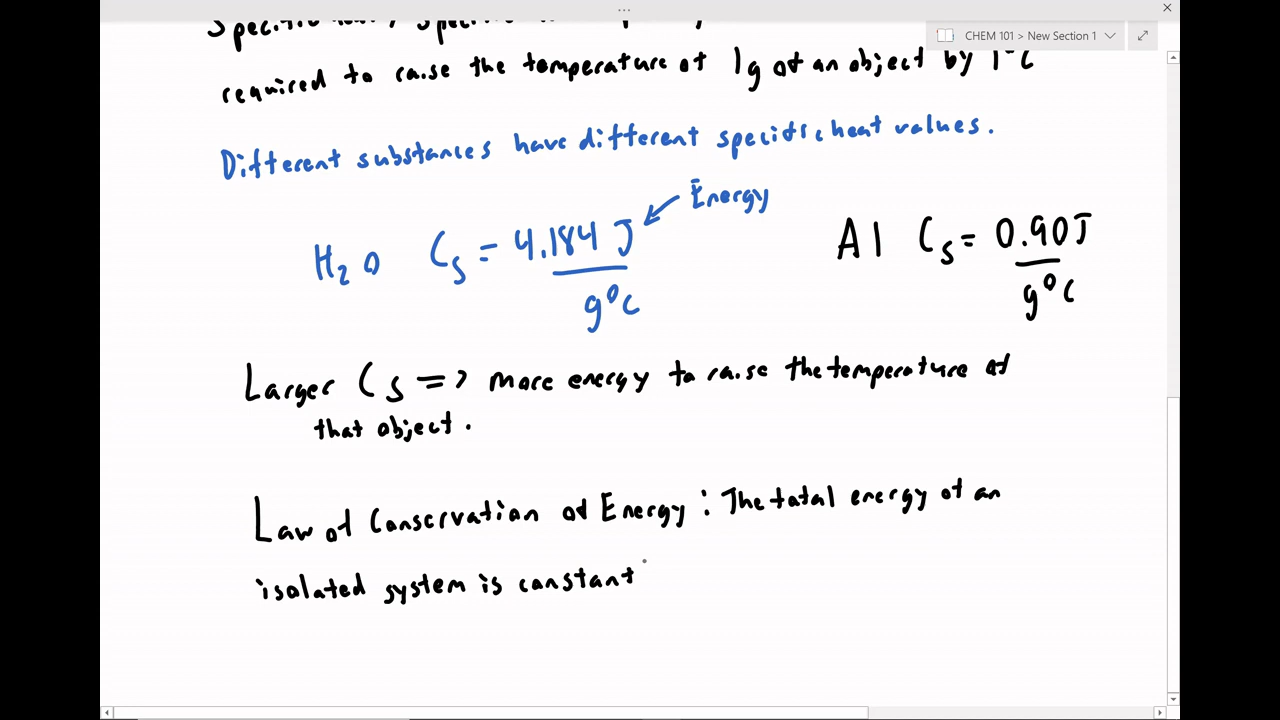 CHEM 101 > New Section 1
required to raise the temperature of 1g of an object by 1°C
Different substances have different specific heat values.
Energy
H2O Cs = 4.184 J
g°C
Al Cs = 0.90J
g°C
Larger Cs => more energy to raise the temperature of
that object.
Law of Conservation of Energy : The total energy of an
isolated system is constant